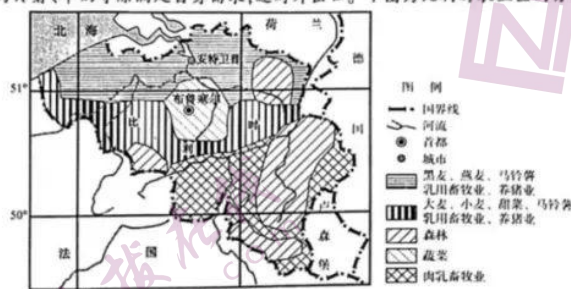 北 海
荷 兰
安特卫普
德
51°
布鲁塞尔
比 利 时
国
50°
卢
森
堡
法 国
图 例
国界线
河流
首都
城市
黑麦、燕麦、马铃薯
乳用畜牧业、养猪业
大麦、小麦、甜菜、马铃薯
乳用畜牧业、养猪业
森林
蔬菜
肉乳畜牧业